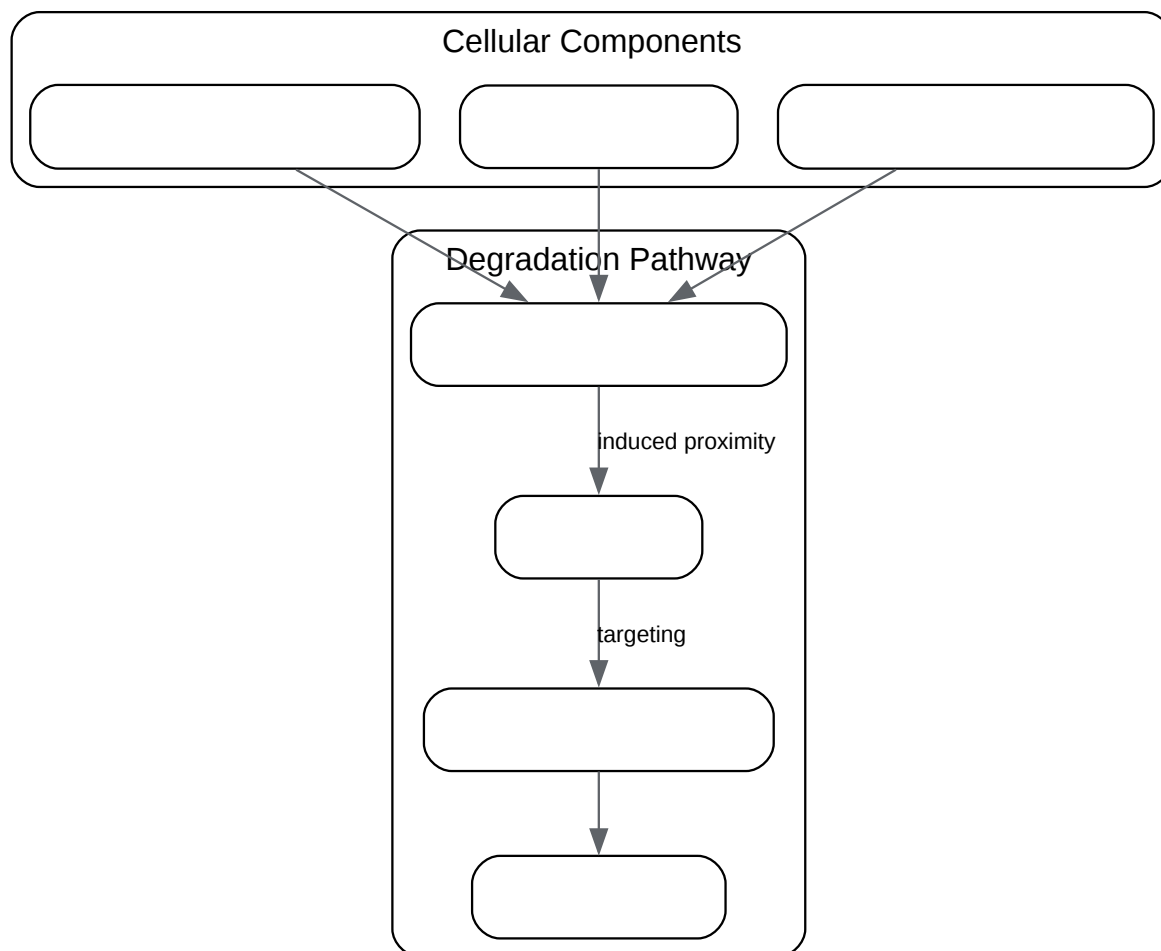 Cellular Components
Degradation Pathway
induced proximity
targeting